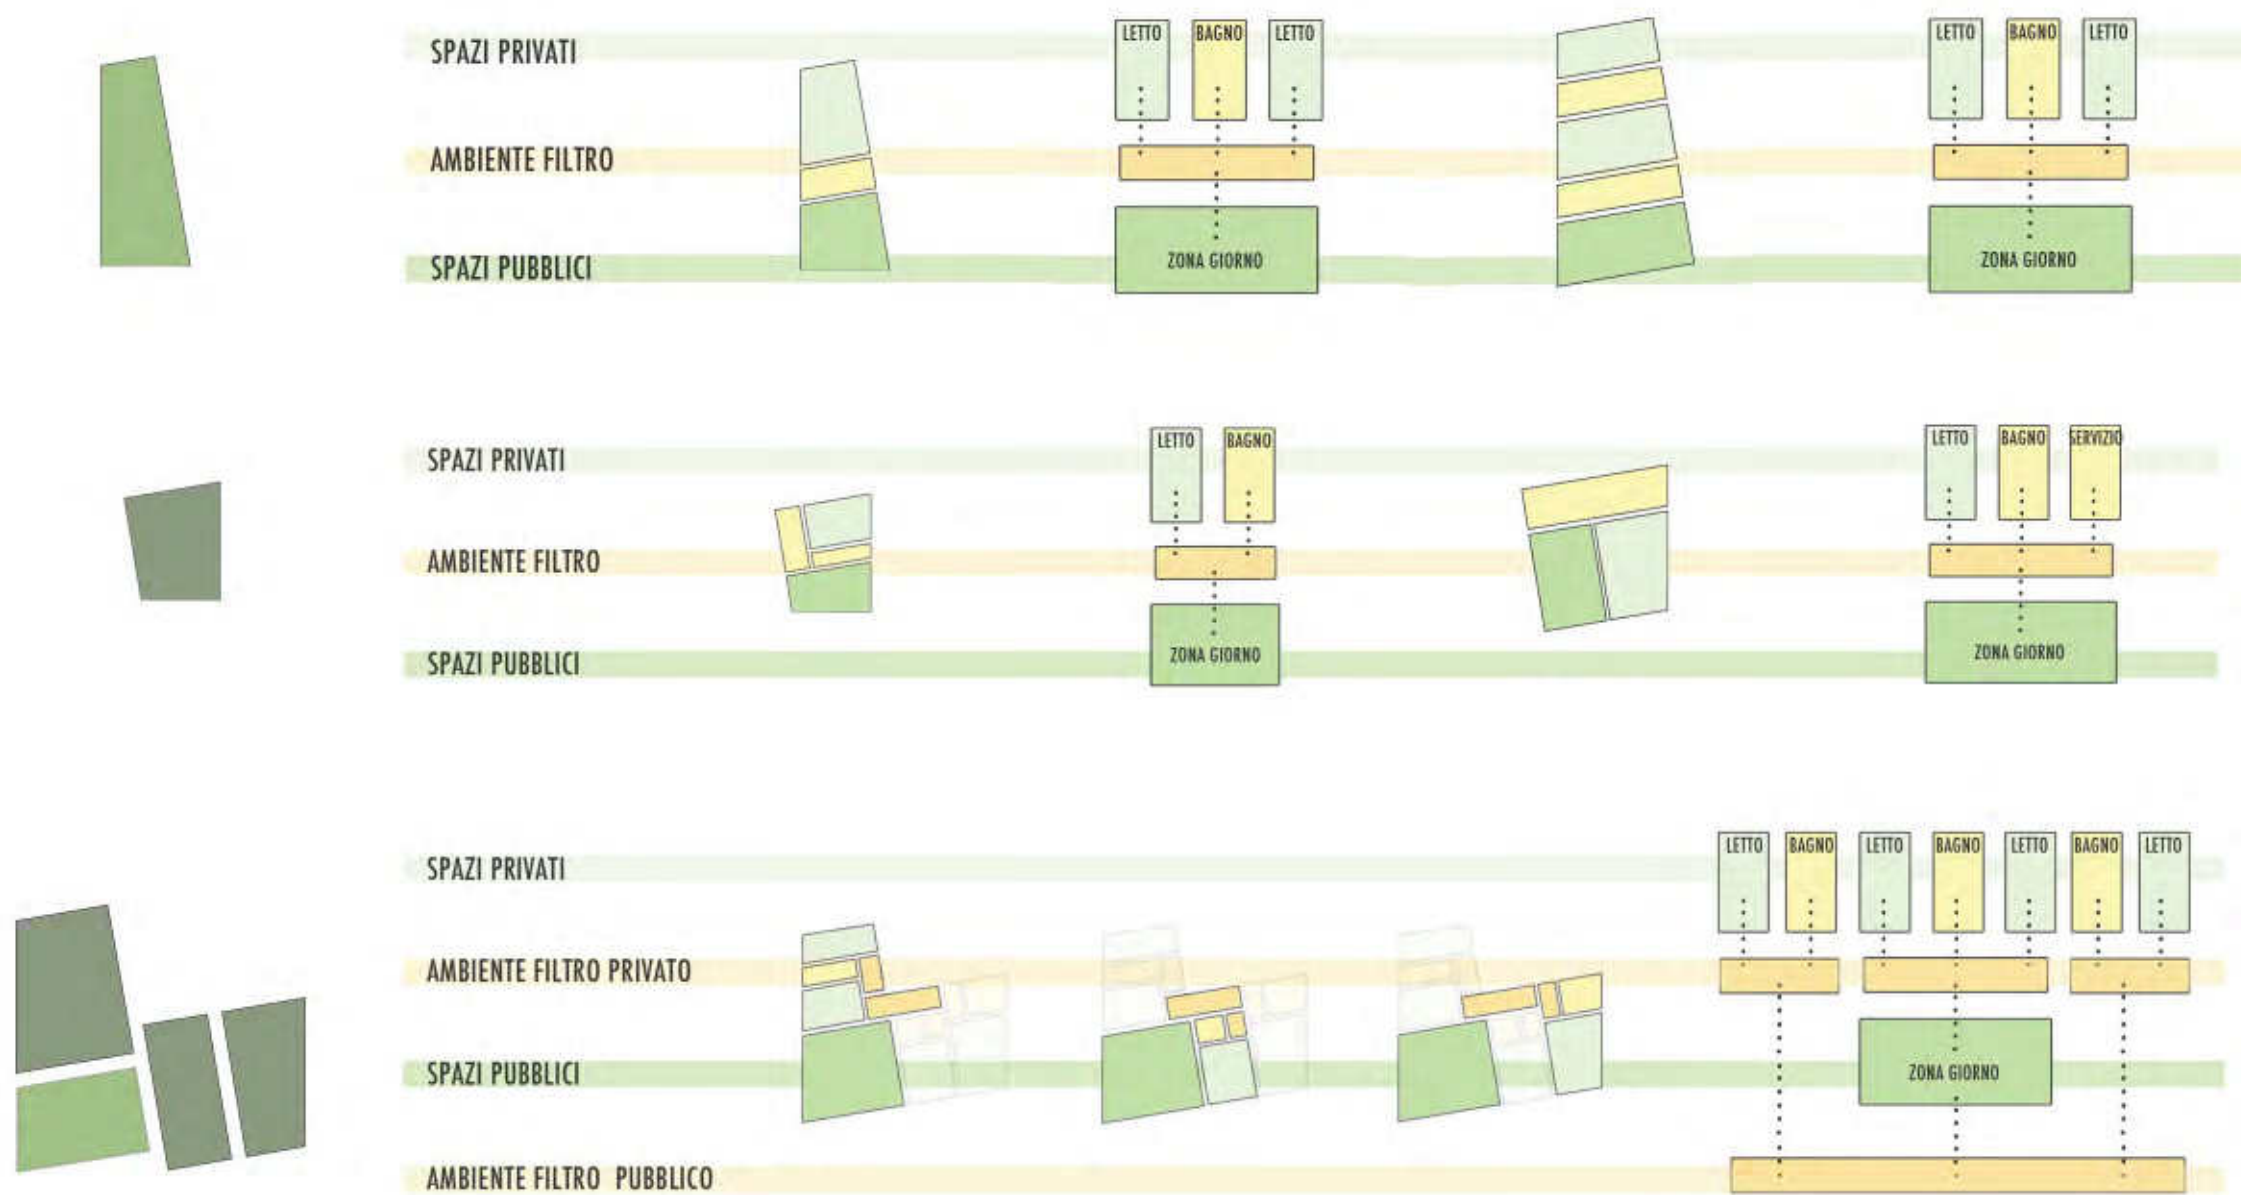 SPAZI PRIVATI
LETTO BAGNO LETTO
LETTO BAGNO LETTO
AMBIENTE FILTRO
SPAZI PUBBLICI
ZONA GIORNO
ZONA GIORNO
SPAZI PRIVATI
LETTO BAGNO
LETTO BAGNO SERVIZIO
AMBIENTE FILTRO
SPAZI PUBBLICI
ZONA GIORNO
ZONA GIORNO
SPAZI PRIVATI
LETTO BAGNO LETTO BAGNO LETTO BAGNO LETTO
AMBIENTE FILTRO PRIVATO
SPAZI PUBBLICI
ZONA GIORNO
AMBIENTE FILTRO PUBBLICO